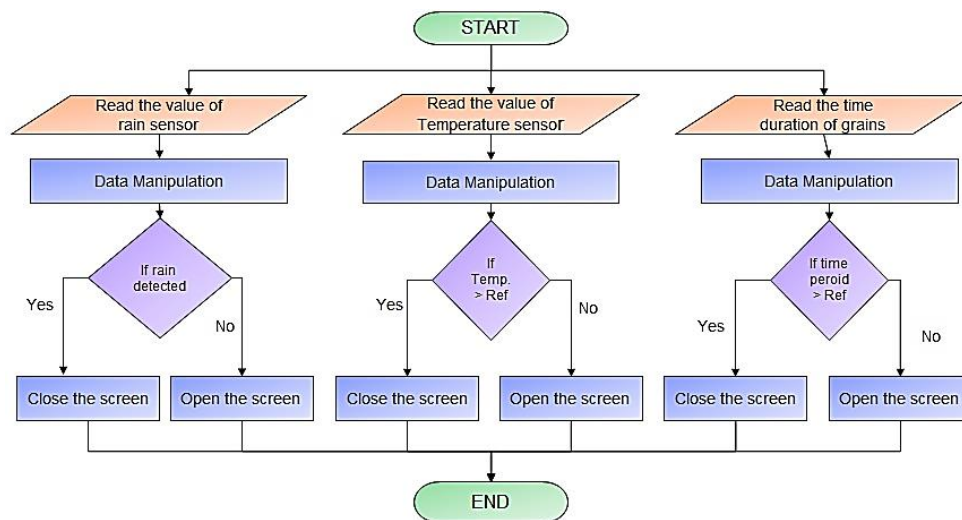 START
Read the value of
rain sensor
Read the value of
Temperature sensor
Read the time
duration of grains
Data Manipulation
Data Manipulation
Data Manipulation
If rain
detected
If
Temp.
> Ref
If time
peroid
> Ref
Yes
No
Yes
No
Yes
No
Close the screen
Open the screen
Close the screen
Open the screen
Close the screen
Open the screen
END